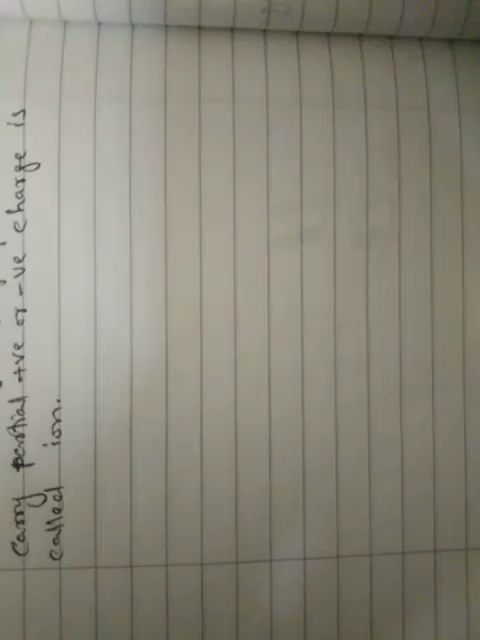 carry partial +ve or -ve charge is
called ion.